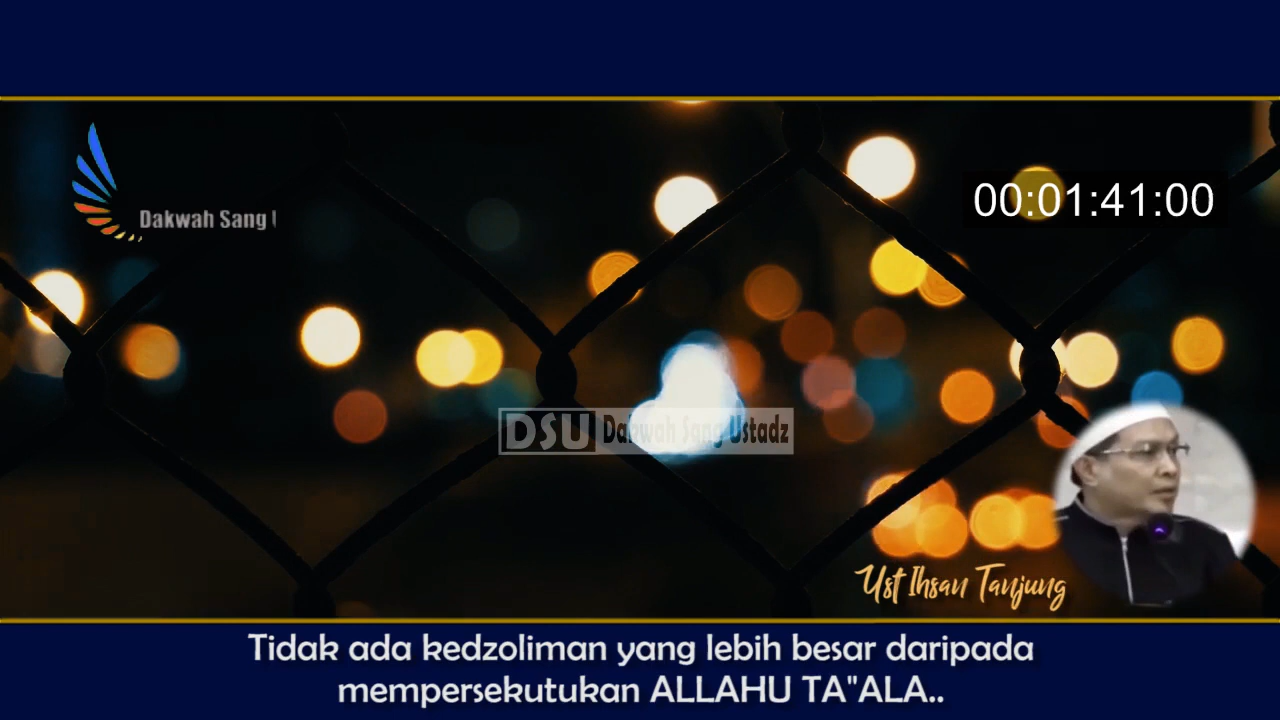 Dakwah Sang U
00:01:41:00
DSU Dakwah Sang Ustadz
Ust Ihsan Tanjung
Tidak ada kedzoliman yang lebih besar daripada
mempersekutukan ALLAHU TA"ALA..